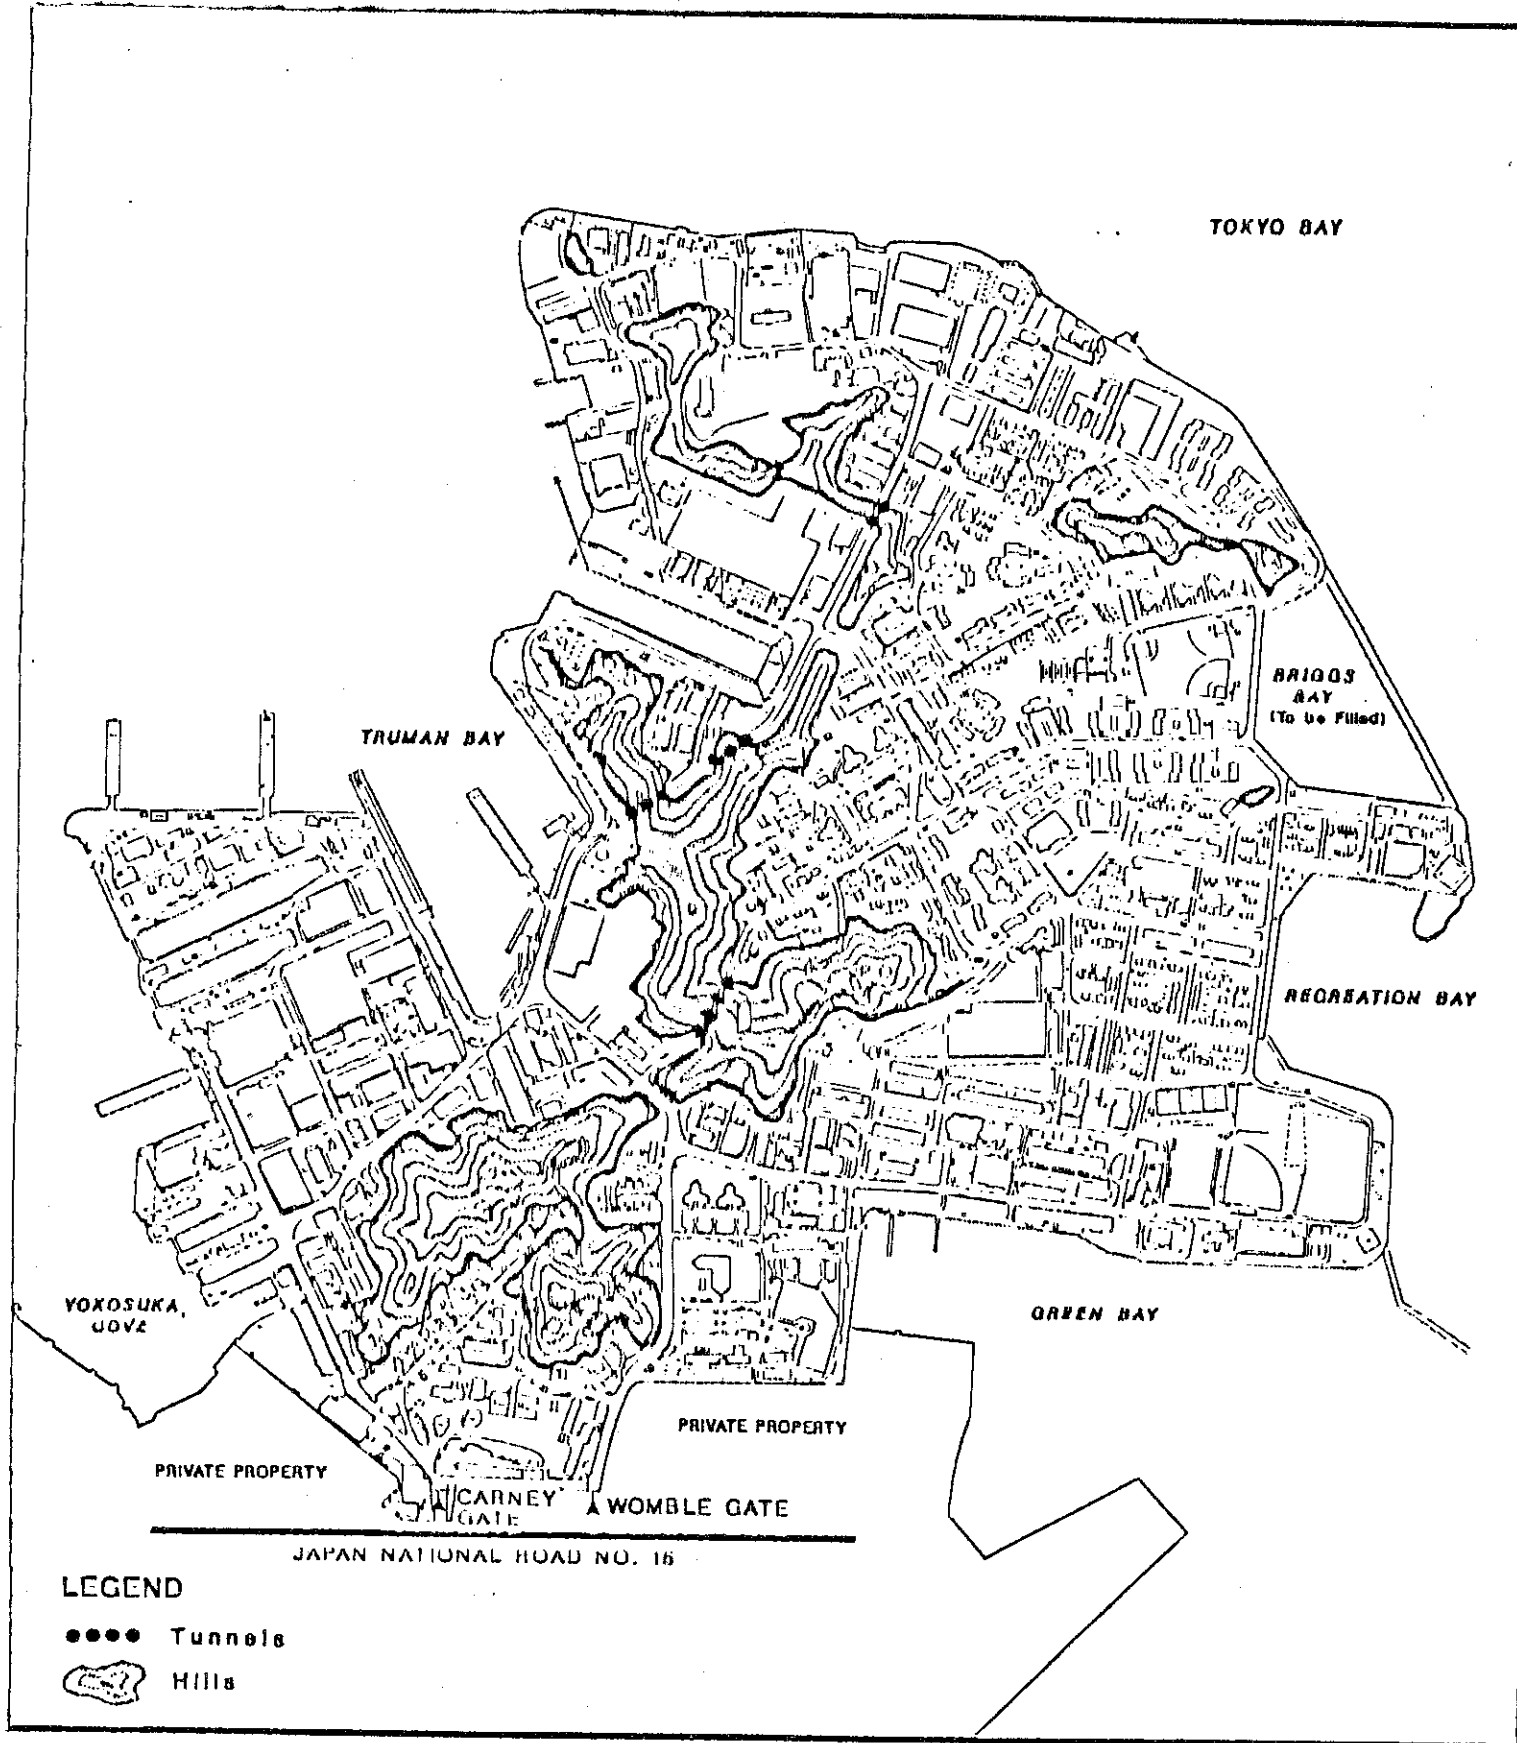 TOKYO BAY
BRIGGS
BAY
(To be Filled)
TRUMAN BAY
RECREATION BAY
YOKOSUKA,
COVE
GREEN BAY
PRIVATE PROPERTY
PRIVATE PROPERTY
CARNEY
GATE
WOMBLE GATE
JAPAN NATIONAL ROAD NO. 16
LEGEND
Tunnels
Hills